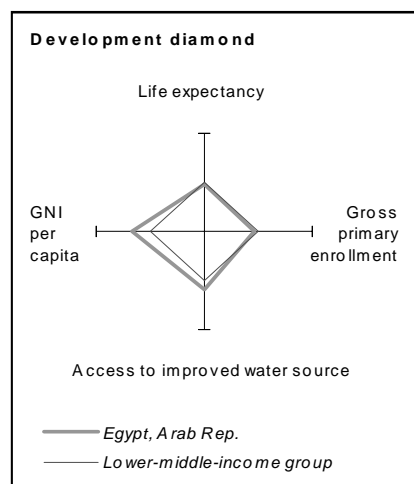 Development diamond
Life expectancy
GNI
per
capita
Gross
primary
enrollment
Access to improved water source
Egypt, Arab Rep.
Lower-middle-income group